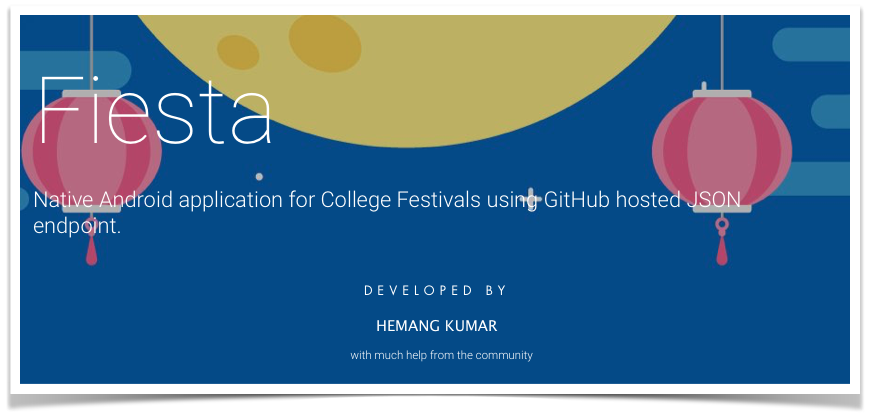 Fiesta
Native Android application for College Festivals using GitHub hosted JSON
endpoint.
DEVELOPED BY
HEMANG KUMAR
with much help from the community